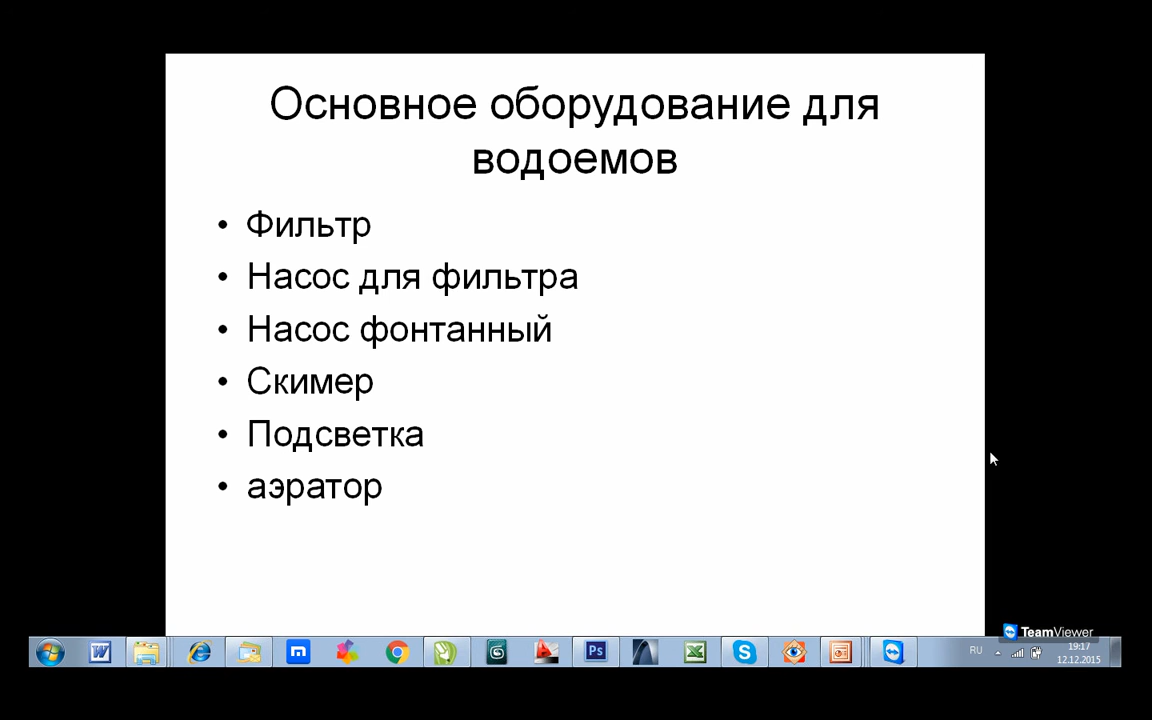 Основное оборудование для
водоемов
• Фильтр
• Насос для фильтра
• Насос фонтанный
• Скимер
• Подсветка
• аэратор
TeamViewer
RU
19:17
12.12.2015
W
m
Ps
S